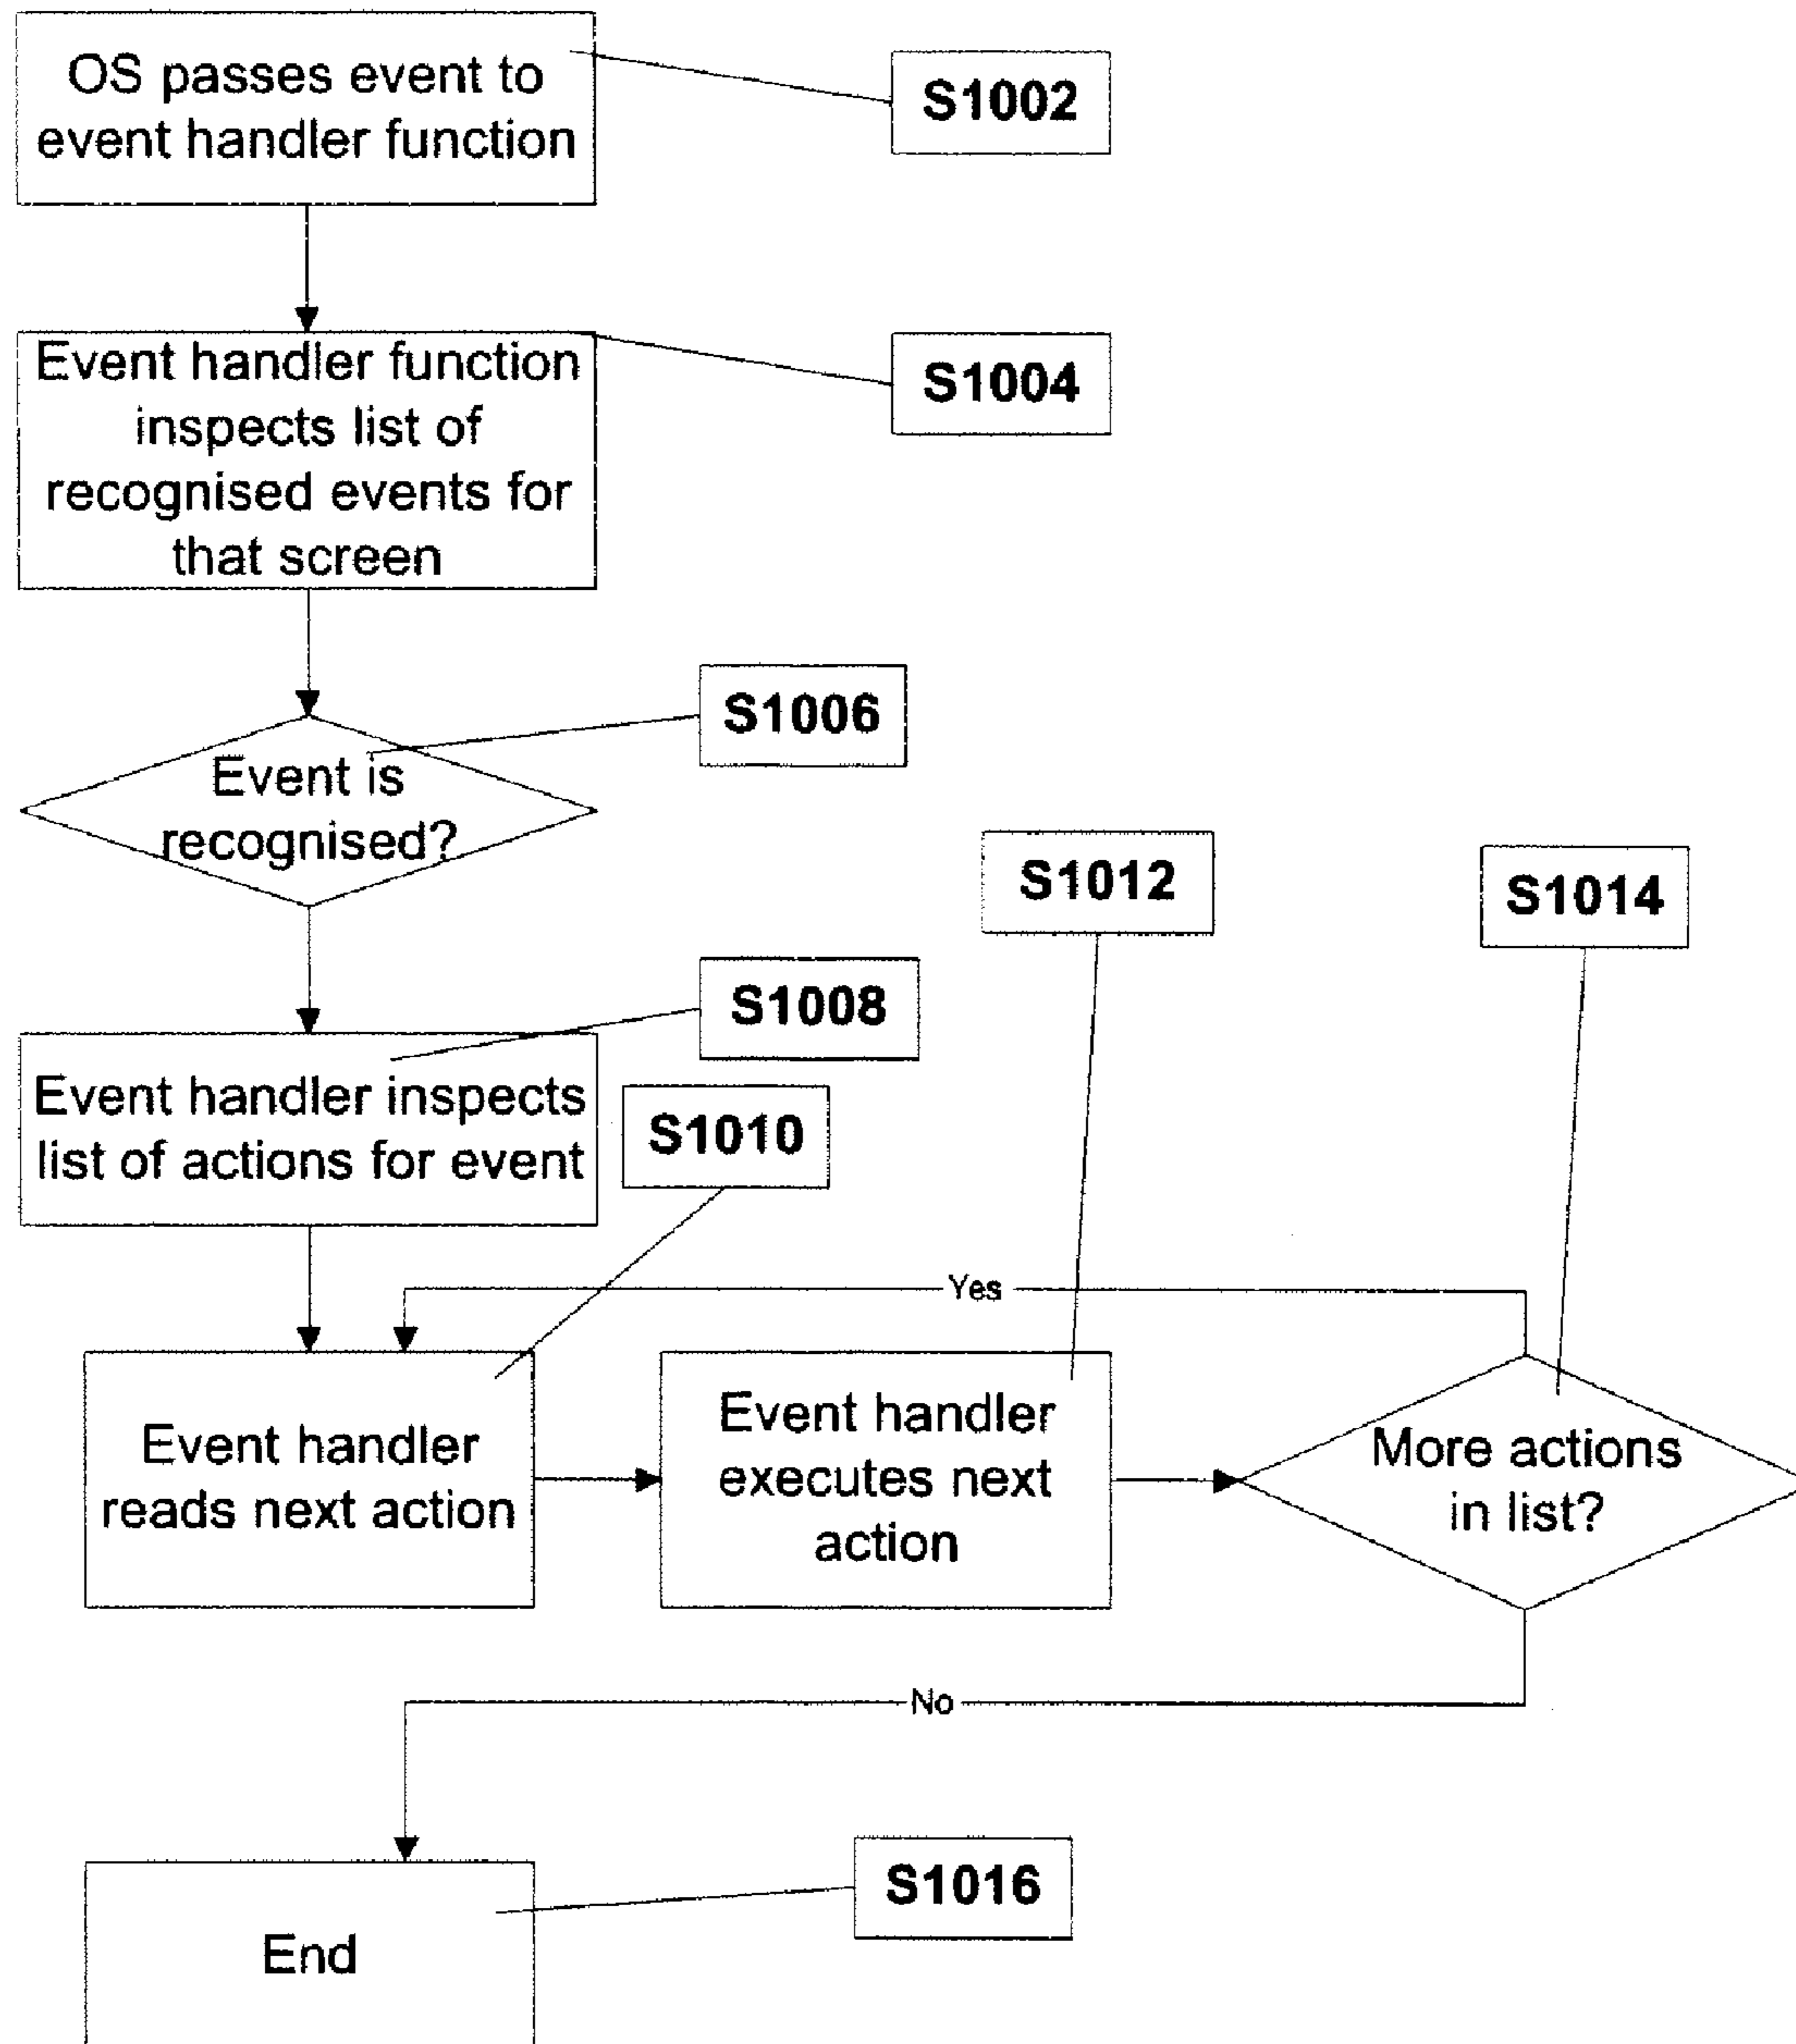 OS passes event to
event handler function
S1002
Event handler function
inspects list of
recognised events for
that screen
S1004
S1006
Event is
recognised?
S1012
S1014
S1008
Event handler inspects
list of actions for event
S1010
Yes
Event handler
reads next action
Event handler
executes next
action
More actions
in list?
No
S1016
End